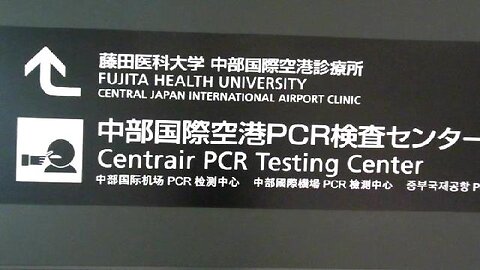 藤田医科大学 中部国際空港診療所
FUJITA HEALTH UNIVERSITY
CENTRAL JAPAN INTERNATIONAL AIRPORT CLINIC
中部国際空港PCR検査センター
Centrair PCR Testing Center
中部国际机场 PCR 检测中心 中部國際機場 PCR 檢測中心 중부국제공항 P